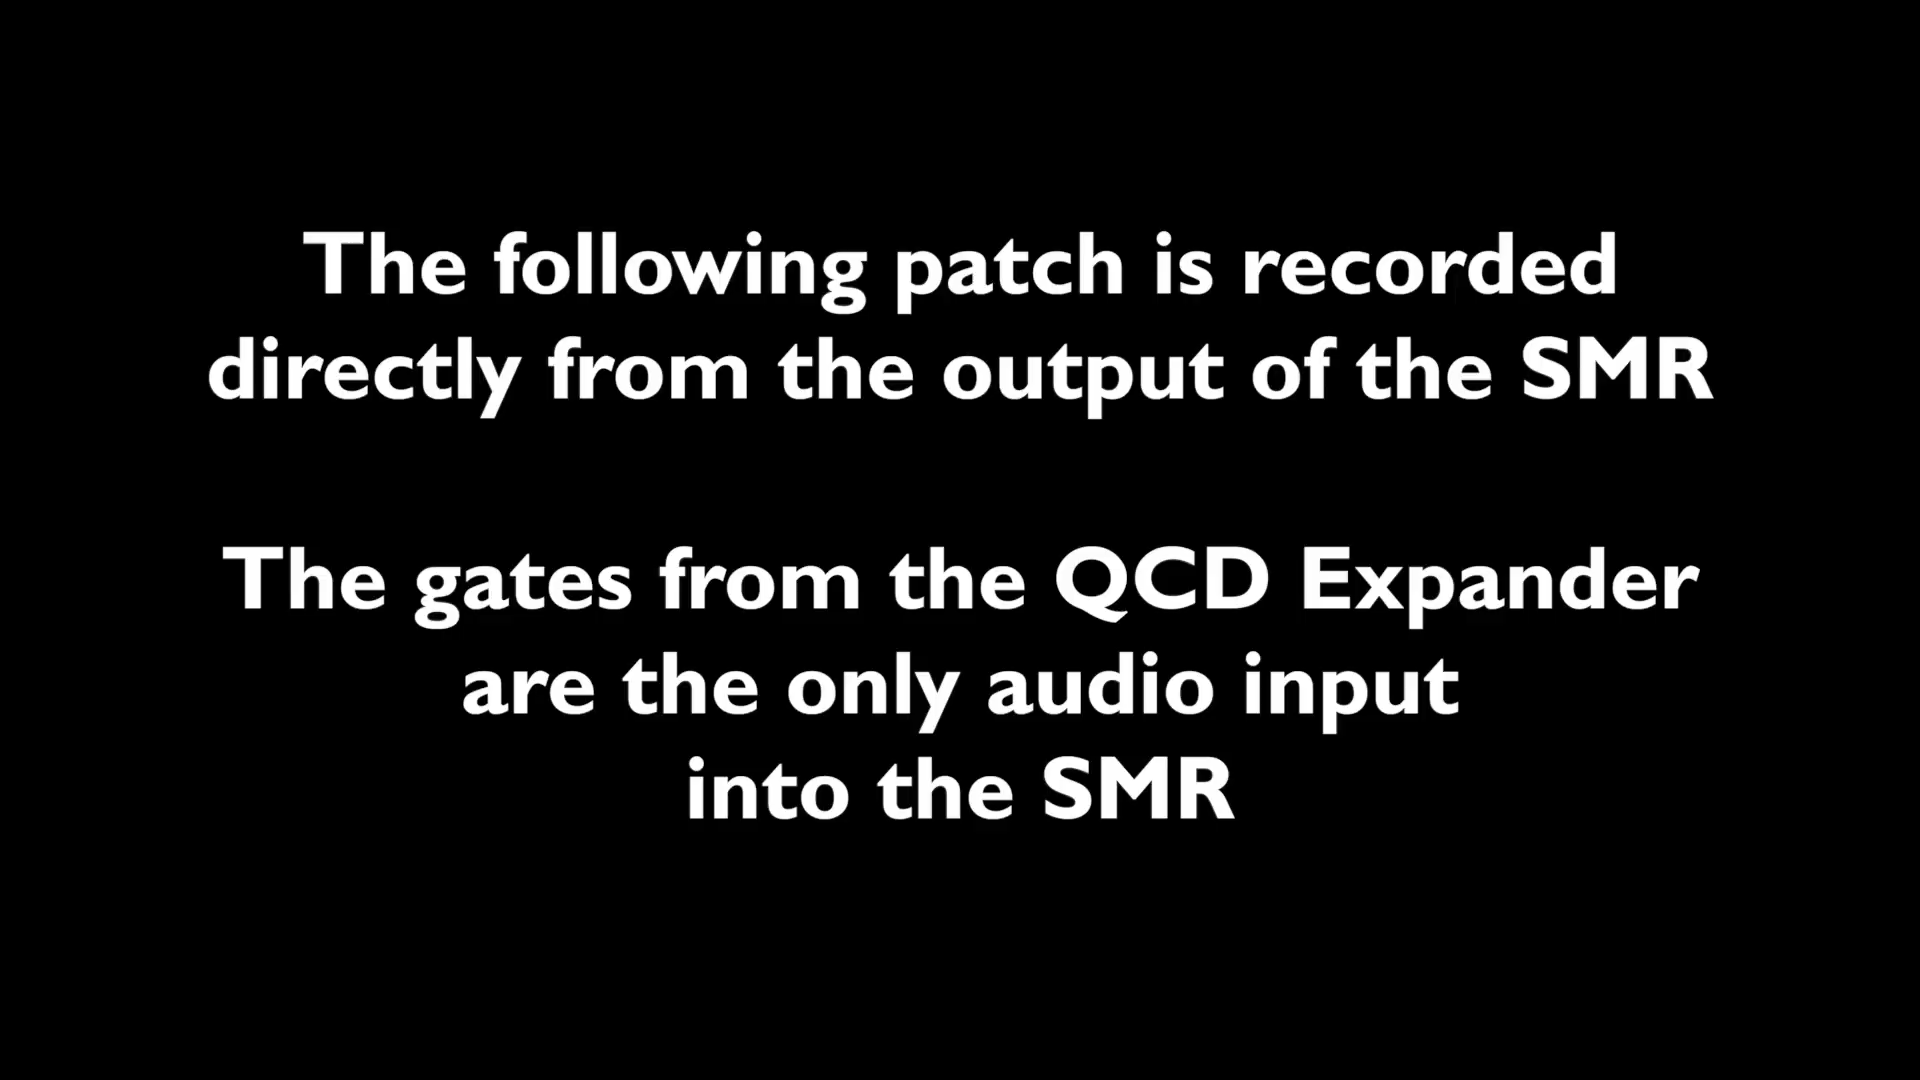 The following patch is recorded
directly from the output of the SMR
The gates from the QCD Expander
are the only audio input
into the SMR